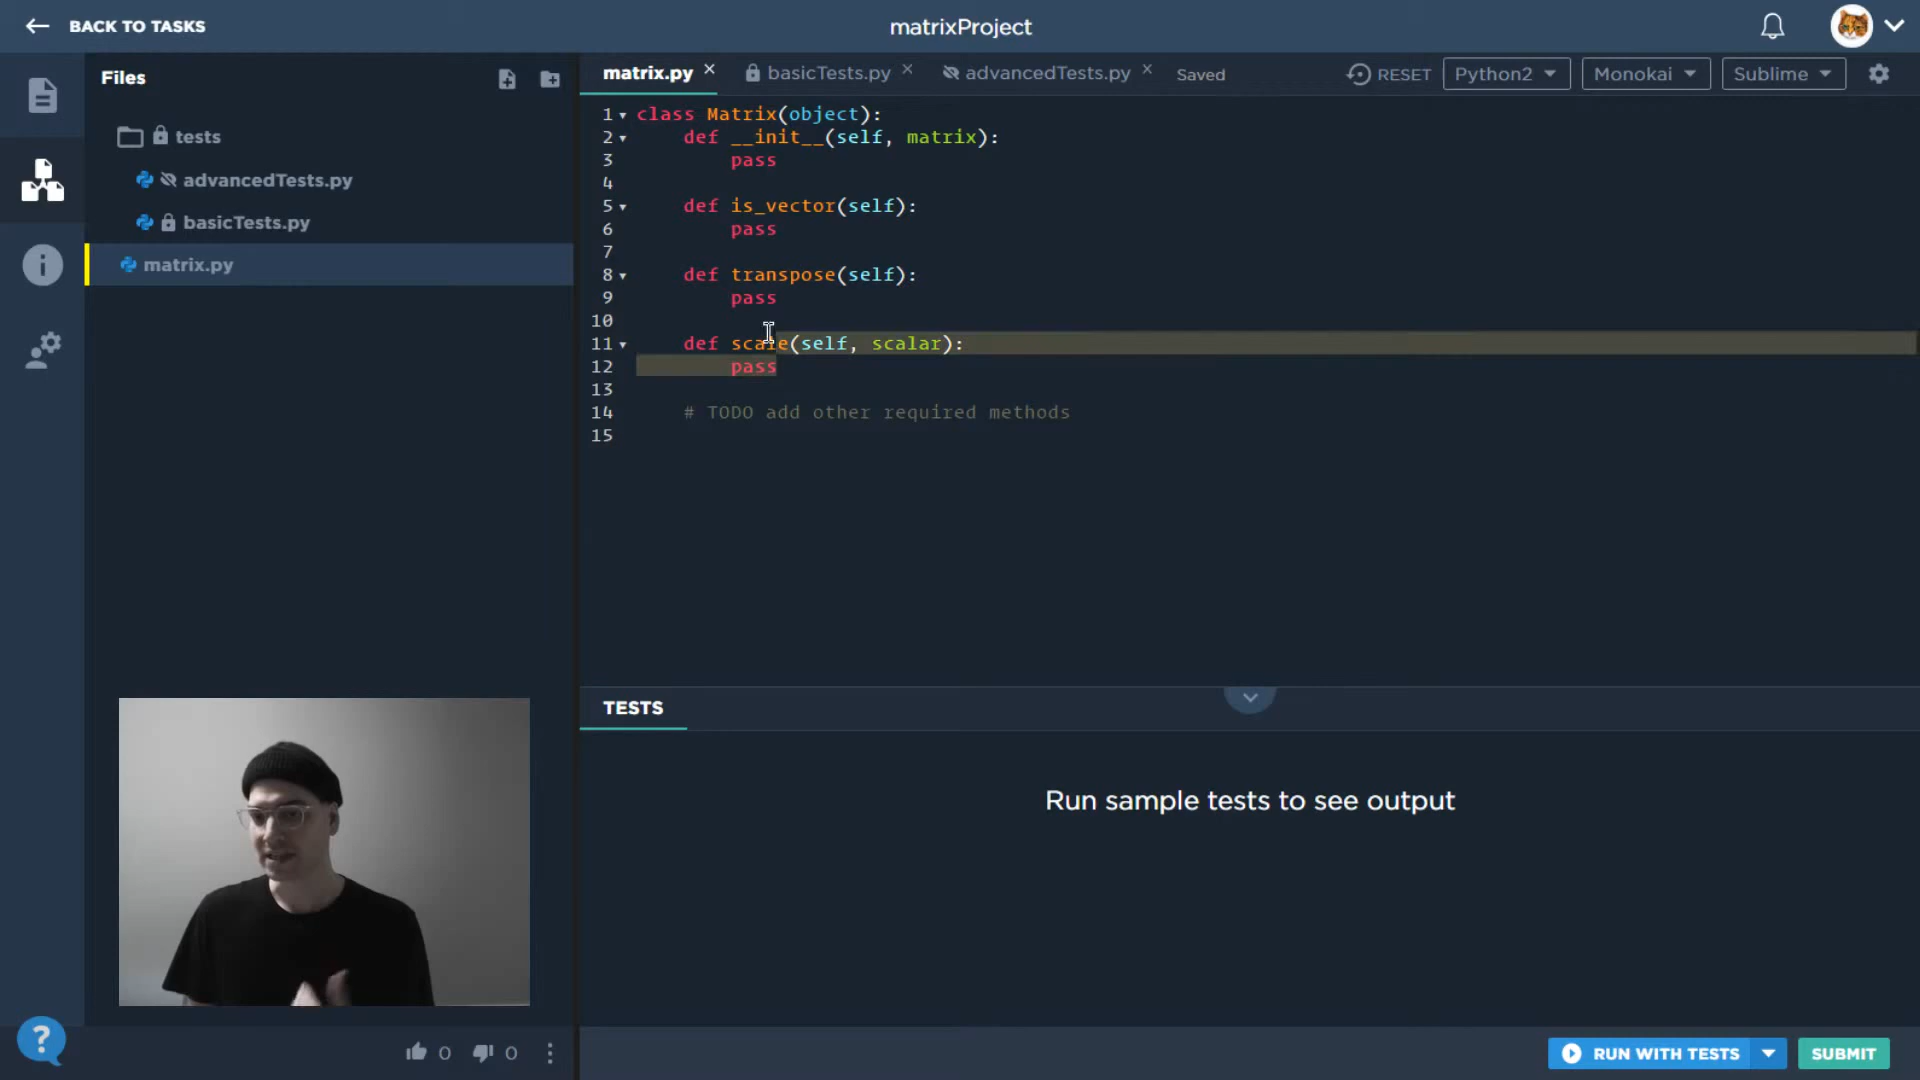 BACK TO TASKS
matrixProject
Files
tests
advancedTests.py
basicTests.py
matrix.py
matrix.py
basicTests.py
advancedTests.py
Saved
RESET
Python2
Monokai
Sublime
1 class Matrix(object):
2 def __init__(self, matrix):
3 pass
4
5 def is_vector(self):
6 pass
7
8 def transpose(self):
9 pass
10
11 def scale(self, scalar):
12 pass
13
14 # TODO add other required methods
15
TESTS
Run sample tests to see output
?
0 0
RUN WITH TESTS
SUBMIT